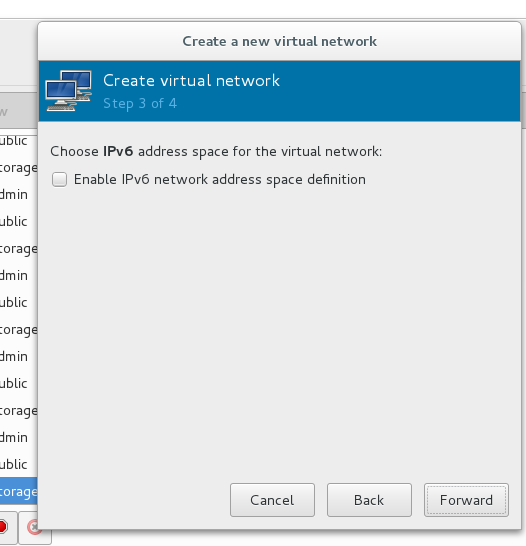 Create a new virtual network
Create virtual network
Step 3 of 4
Choose IPv6 address space for the virtual network:
Enable IPv6 network address space definition
w
ublic
torage
dmin
ublic
torage
dmin
ublic
torage
dmin
ublic
torage
dmin
ublic
torage
Cancel Back Forward